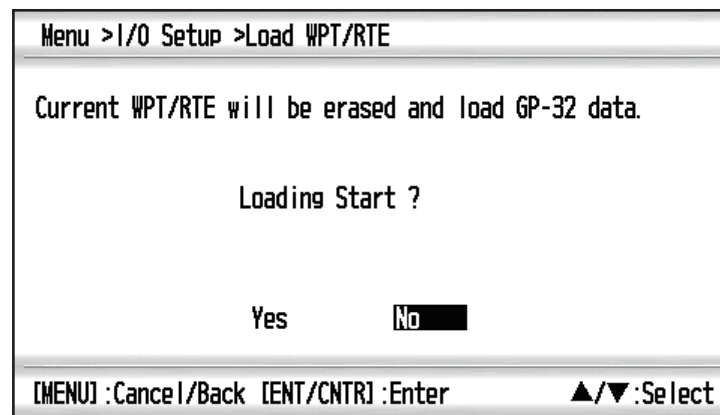 Menu >I/O Setup >Load WPT/RTE
Current WPT/RTE will be erased and load GP-32 data.
Loading Start ?
Yes No
[MENU]:Cancel/Back [ENT/CNTR]:Enter ▲/▼:Select